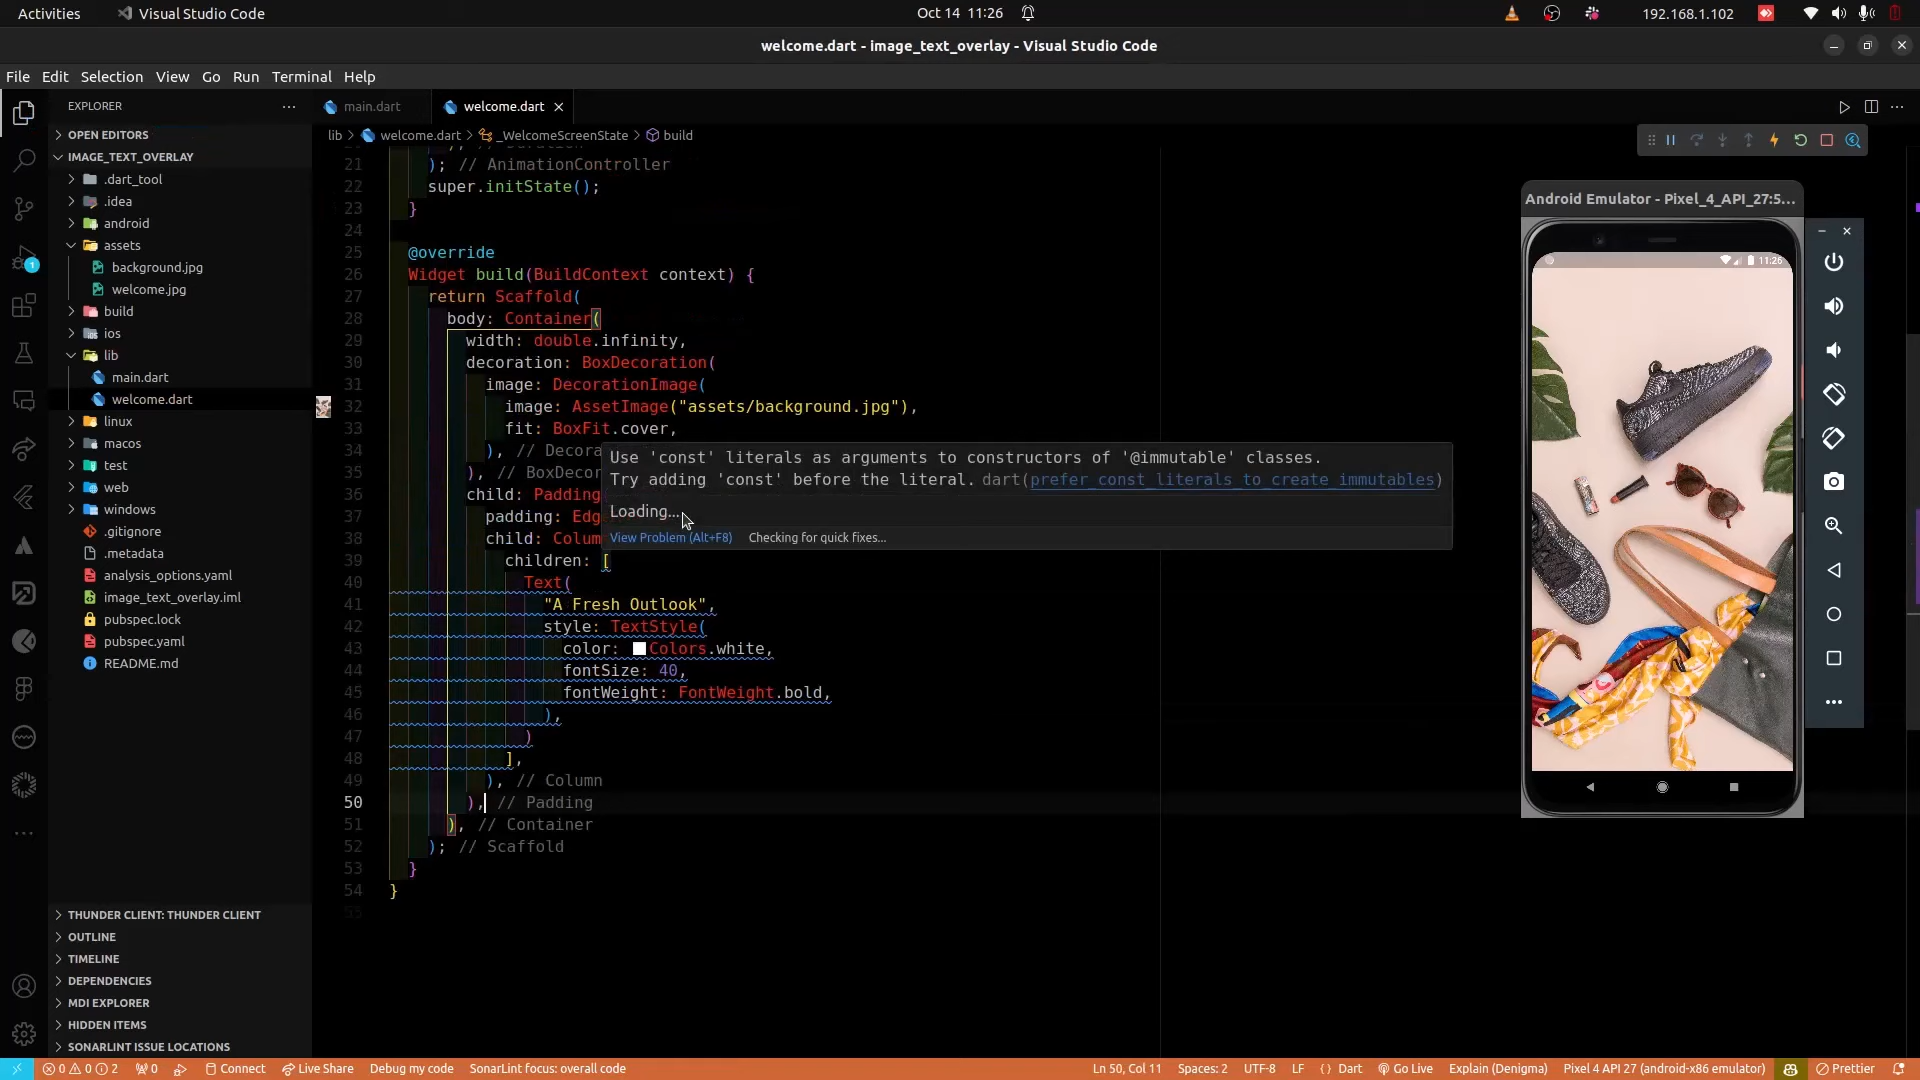 Activities
Visual Studio Code
Oct 14 11:26
192.168.1.102
welcome.dart - image_text_overlay - Visual Studio Code
File Edit Selection View Go Run Terminal Help
EXPLORER
OPEN EDITORS
IMAGE_TEXT_OVERLAY
.dart_tool
.idea
android
assets
background.jpg
welcome.jpg
build
ios
lib
main.dart
welcome.dart
linux
macos
test
web
windows
.gitignore
.metadata
analysis_options.yaml
image_text_overlay.iml
pubspec.lock
pubspec.yaml
README.md
THUNDER CLIENT: THUNDER CLIENT
OUTLINE
TIMELINE
DEPENDENCIES
MDI EXPLORER
HIDDEN ITEMS
SONARLINT ISSUE LOCATIONS
1
main.dart
welcome.dart
lib > welcome.dart > _WelcomeScreenState > build
21 ); // AnimationController
22 super.initState();
23 }
24
25 @override
26 Widget build(BuildContext context) {
27 return Scaffold(
28 body: Container(
29 width: double.infinity,
30 decoration: BoxDecoration(
31 image: DecorationImage(
32 image: AssetImage("assets/background.jpg"),
33 fit: BoxFit.cover,
34 ), // Decora
35 ), // BoxDecor
36 child: Padding(
37 padding: Edg
38 child: Colum
39 children: [
40 Text(
41 "A Fresh Outlook",
42 style: TextStyle(
43 color: Colors.white,
44 fontSize: 40,
45 fontWeight: FontWeight.bold,
46 ),
47 )
48 ],
49 ), // Column
50 ), // Padding
51 ), // Container
52 ); // Scaffold
53 }
54 }
55
Use 'const' literals as arguments to constructors of '@immutable' classes.
Try adding 'const' before the literal. dart(prefer_const_literals_to_create_immutables)
Loading...
View Problem (Alt+F8) Checking for quick fixes...
Android Emulator - Pixel_4_API_27:5...
11:26
0 0 2 0 Connect Live Share Debug my code SonarLint focus: overall code
Ln 50, Col 11 Spaces: 2 UTF-8 LF {} Dart Go Live Explain (Denigma) Pixel 4 API 27 (android-x86 emulator) Prettier